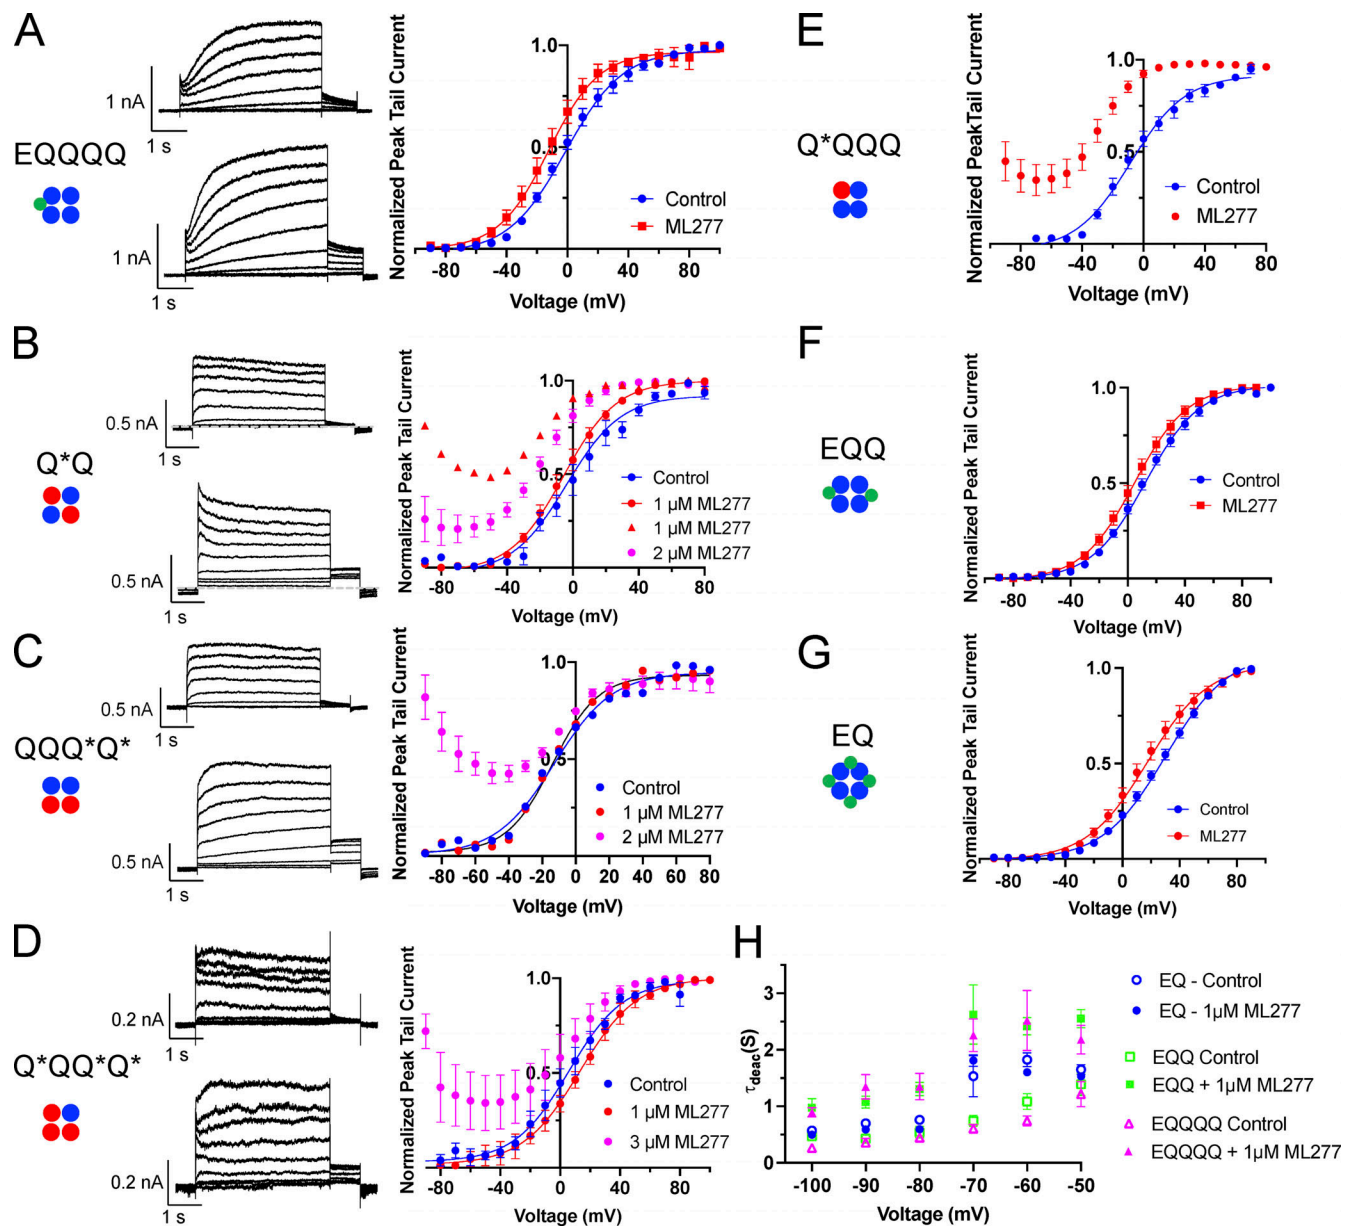 A
1 nA
1 s
EQQQQ
1 nA
1 s
Normalized Peak Tail Current
1.0
0.5
Control
ML277
-80 -40 0 40 80
Voltage (mV)
B
0.5 nA
1 s
Q*Q
0.5 nA
1 s
Normalized Peak Tail Current
1.0
0.5
Control
1 µM ML277
1 µM ML277
2 µM ML277
-80 -40 0 40 80
Voltage (mV)
C
0.5 nA
1 s
QQQ*Q*
0.5 nA
1 s
Normalized Peak Tail Current
1.0
0.5
Control
1 µM ML277
2 µM ML277
-80 -60 -40 -20 0 20 40 60 80
Voltage (mV)
D
0.2 nA
1 s
Q*QQ*Q*
0.2 nA
1 s
Normalized Peak Tail Current
1.0
0.5
Control
1 µM ML277
3 µM ML277
-80 -40 0 40 80
Voltage (mV)
E
Q*QQQ
Normalized PeakTail Current
1.0
0.5
Control
ML277
-80 -40 0 40 80
Voltage (mV)
F
EQQ
Normalized Peak Tail Current
1.0
0.5
Control
ML277
-80 -40 0 40 80
Voltage (mV)
G
EQ
Normalized Peak Tail Current
1.0
0.5
Control
ML277
-80 -40 0 40 80
Voltage (mV)
H
τdeac(S)
3
2
1
0
-100 -90 -80 -70 -60 -50
Voltage (mV)
EQ - Control
EQ - 1µM ML277
EQQ Control
EQQ + 1µM ML277
EQQQQ Control
EQQQQ + 1µM ML277